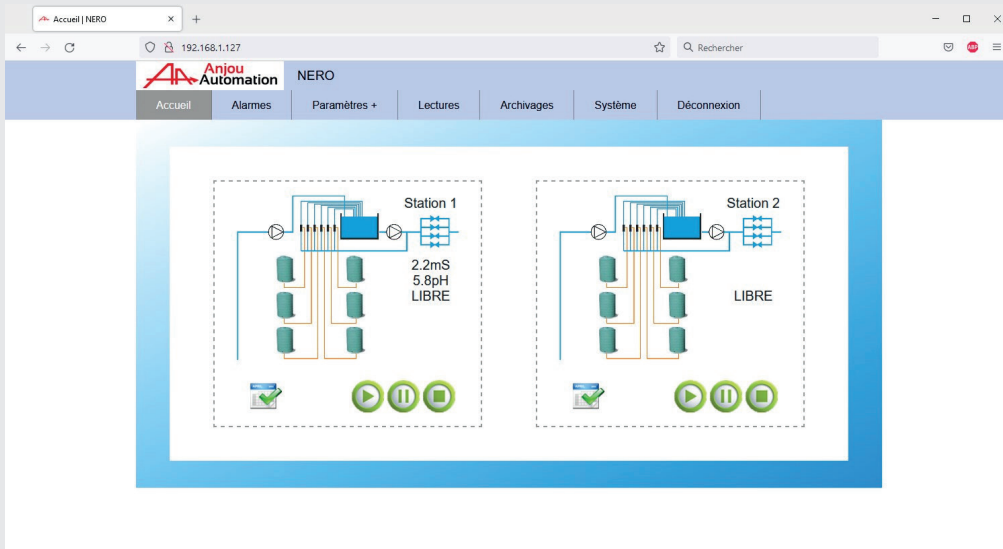 Accueil | NERO
192.168.1.127
Rechercher
ABP
Anjou
Automation
NERO
Accueil
Alarmes
Paramètres +
Lectures
Archivages
Système
Déconnexion
Station 1
2.2mS
5.8pH
LIBRE
Station 2
LIBRE